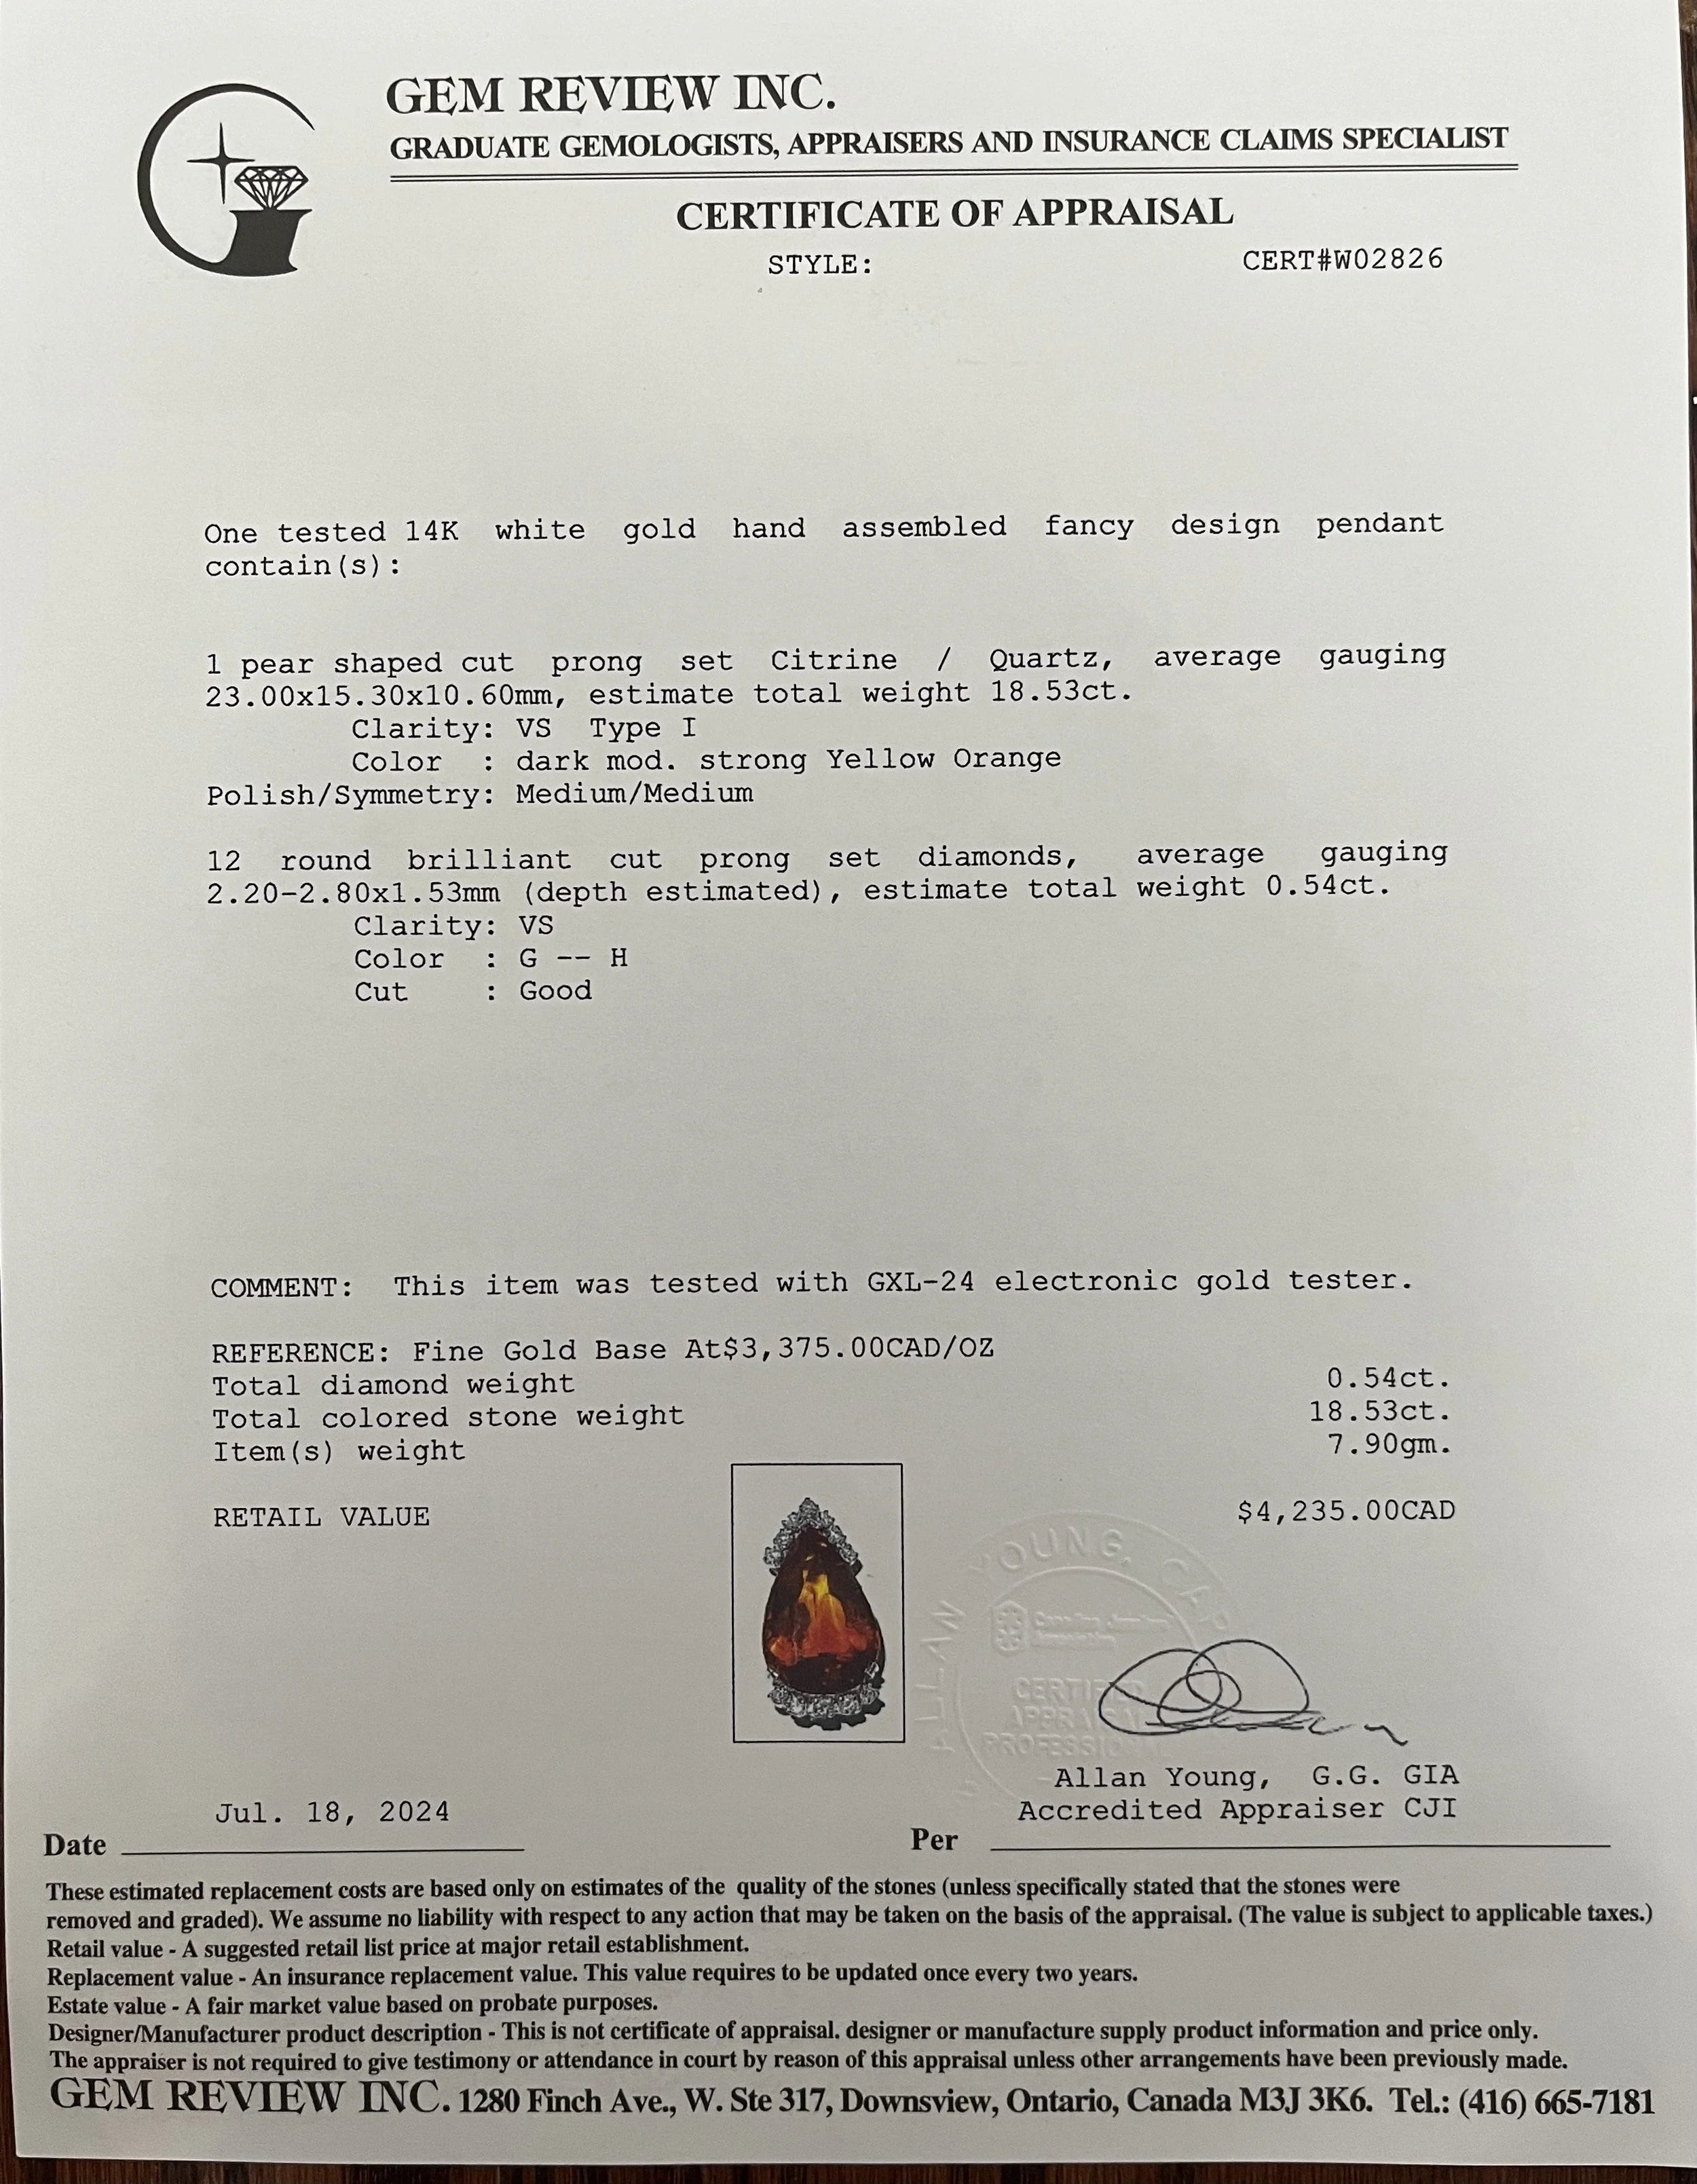 GEM REVIEW INC.
GRADUATE GEMOLOGISTS, APPRAISERS AND INSURANCE CLAIMS SPECIALIST
CERTIFICATE OF APPRAISAL
STYLE: CERT#W02826
One tested 14K white gold hand assembled fancy design pendant
contain(s):
1 pear shaped cut prong set Citrine / Quartz, average gauging
23.00x15.30x10.60mm, estimate total weight 18.53ct.
Clarity: VS Type I
Color : dark mod. strong Yellow Orange
Polish/Symmetry: Medium/Medium
12 round brilliant cut prong set diamonds, average gauging
2.20-2.80x1.53mm (depth estimated), estimate total weight 0.54ct.
Clarity: VS
Color : G -- H
Cut : Good
COMMENT: This item was tested with GXL-24 electronic gold tester.
REFERENCE: Fine Gold Base At$3,375.00CAD/OZ
Total diamond weight 0.54ct.
Total colored stone weight 18.53ct.
Item(s) weight 7.90gm.
RETAIL VALUE $4,235.00CAD
ALLAN YOUNG, CAP
CERTIFIED
APPRAISAL
PROFESSIONAL
Allan Young, G.G. GIA
Jul. 18, 2024 Accredited Appraiser CJI
Date Per
These estimated replacement costs are based only on estimates of the quality of the stones (unless specifically stated that the stones were
removed and graded). We assume no liability with respect to any action that may be taken on the basis of the appraisal. (The value is subject to applicable taxes.)
Retail value - A suggested retail list price at major retail establishment.
Replacement value - An insurance replacement value. This value requires to be updated once every two years.
Estate value - A fair market value based on probate purposes.
Designer/Manufacturer product description - This is not certificate of appraisal. designer or manufacture supply product information and price only.
The appraiser is not required to give testimony or attendance in court by reason of this appraisal unless other arrangements have been previously made.
GEM REVIEW INC. 1280 Finch Ave., W. Ste 317, Downsview, Ontario, Canada M3J 3K6. Tel.: (416) 665-7181